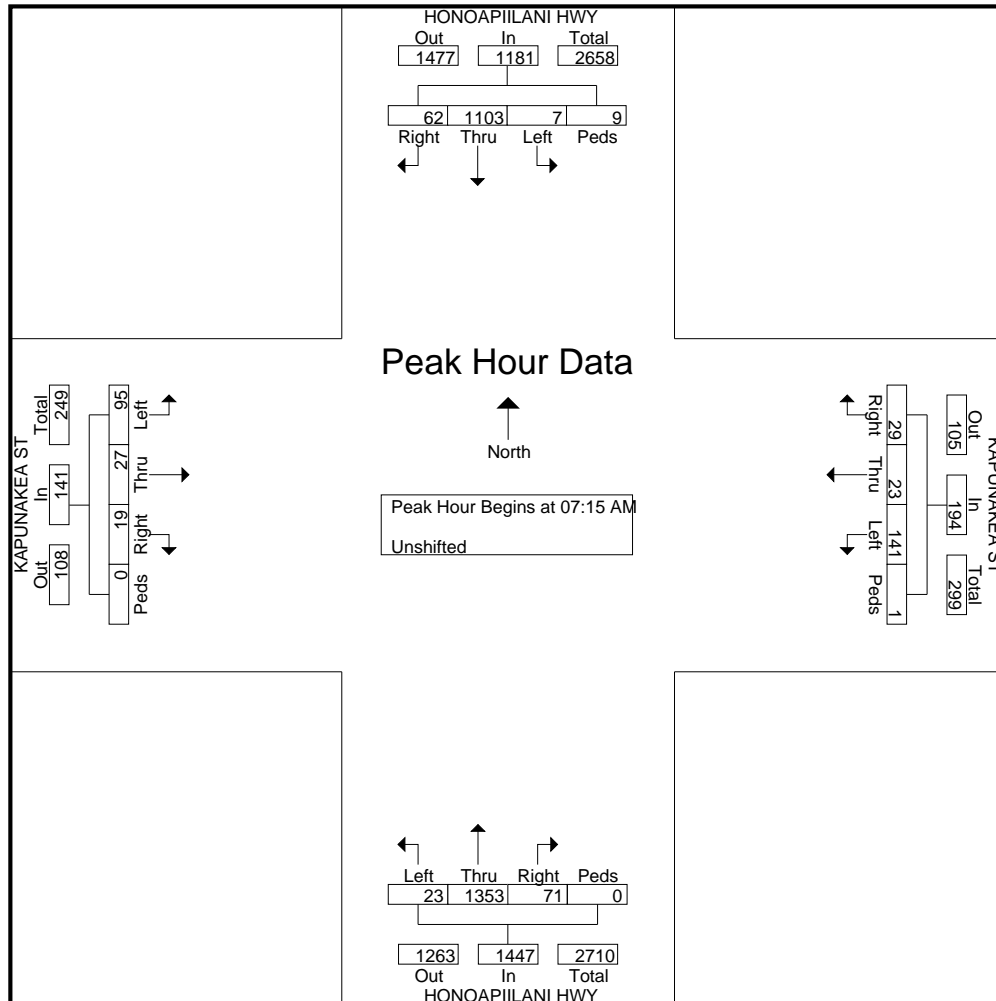 HONOAPIILANI HWY
Out In Total
1477 1181 2658
62 1103 7 9
Right Thru Left Peds
Peak Hour Data
North
Peak Hour Begins at 07:15 AM
Unshifted
KAPUNAKEA ST
Total In Out
249 141 108
95 27 19 0
Left Thru Right Peds
Right Thru Left Peds
29 23 141 1
Out In Total
105 194 299
KAPUNAKEA ST
Left Thru Right Peds
23 1353 71 0
1263 1447 2710
Out In Total
HONOAPIILANI HWY